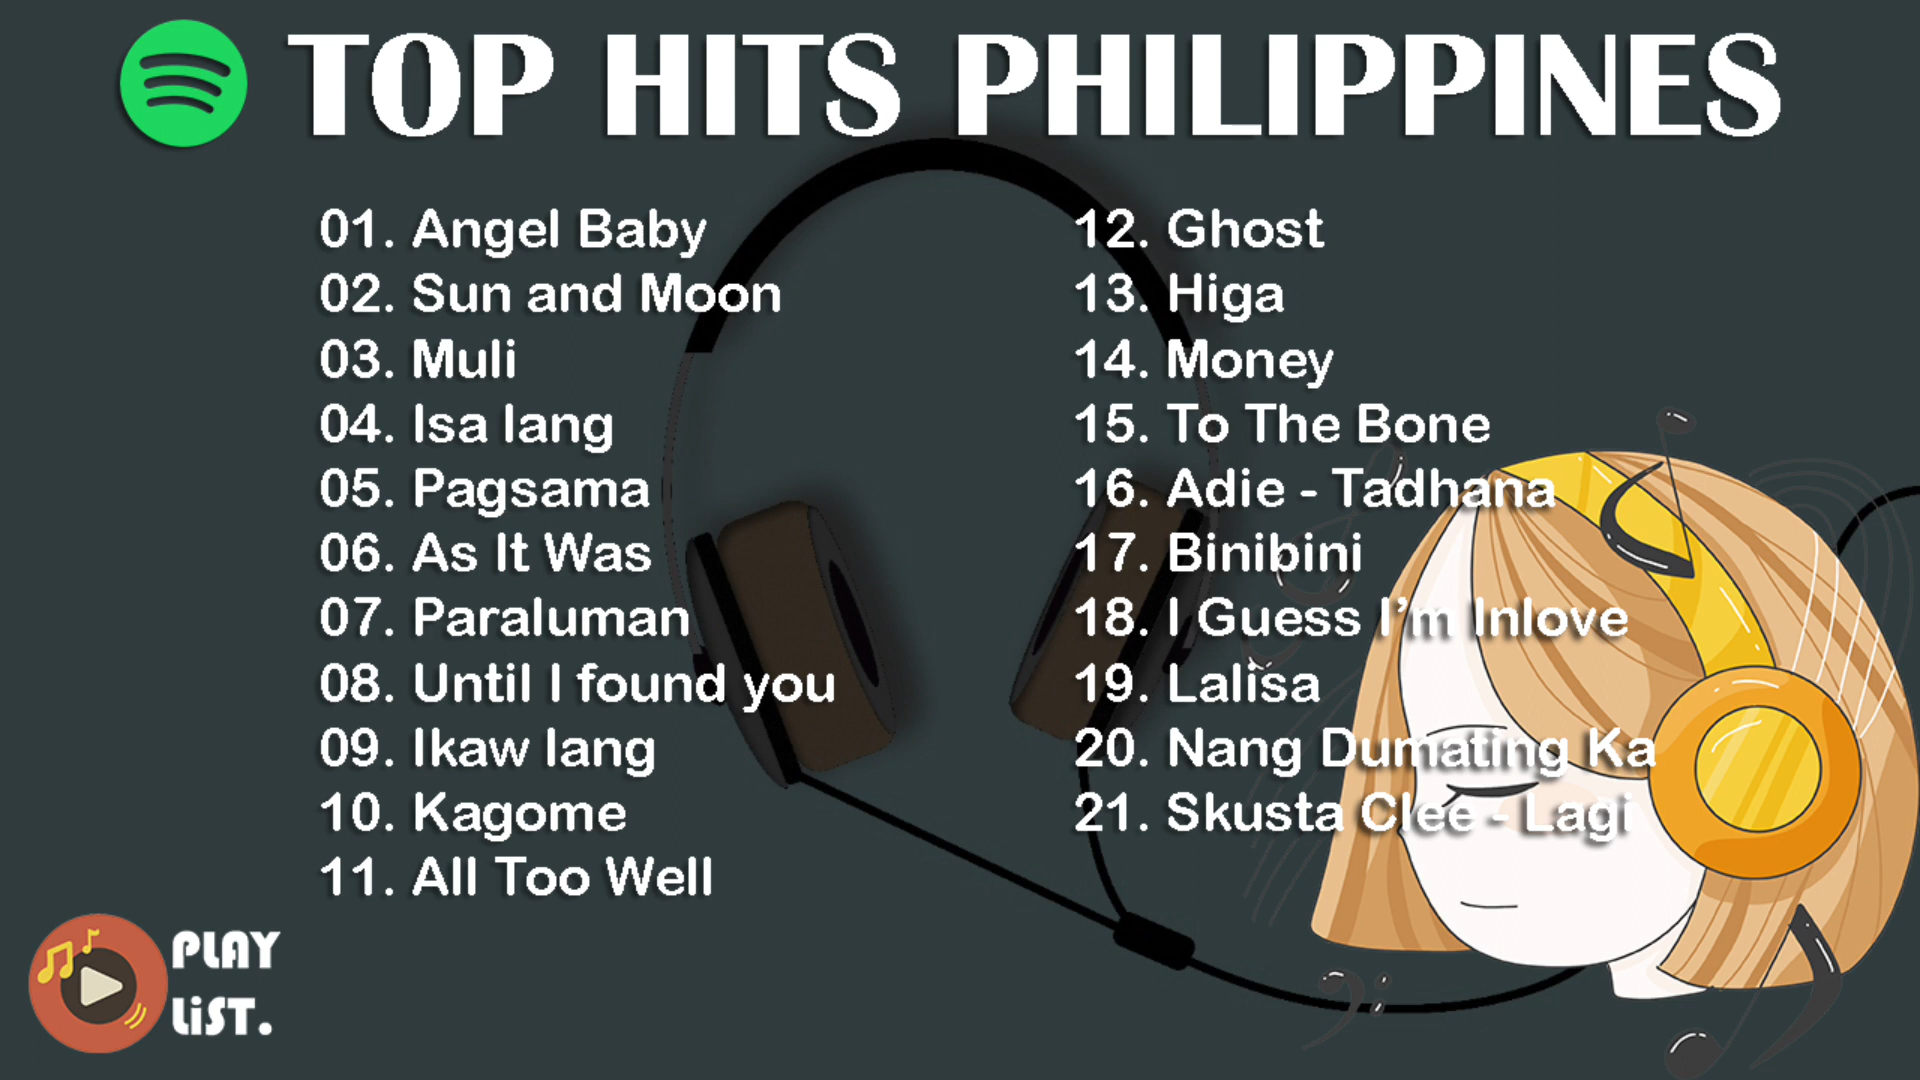 TOP HITS PHILIPPINES
01. Angel Baby
02. Sun and Moon
03. Muli
04. Isa lang
05. Pagsama
06. As It Was
07. Paraluman
08. Until I found you
09. Ikaw lang
10. Kagome
11. All Too Well
12. Ghost
13. Higa
14. Money
15. To The Bone
16. Adie - Tadhana
17. Binibini
18. I Guess I'm Inlove
19. Lalisa
20. Nang Dumating Ka
21. Skusta Clee - Lagi
PLAY
LiST.